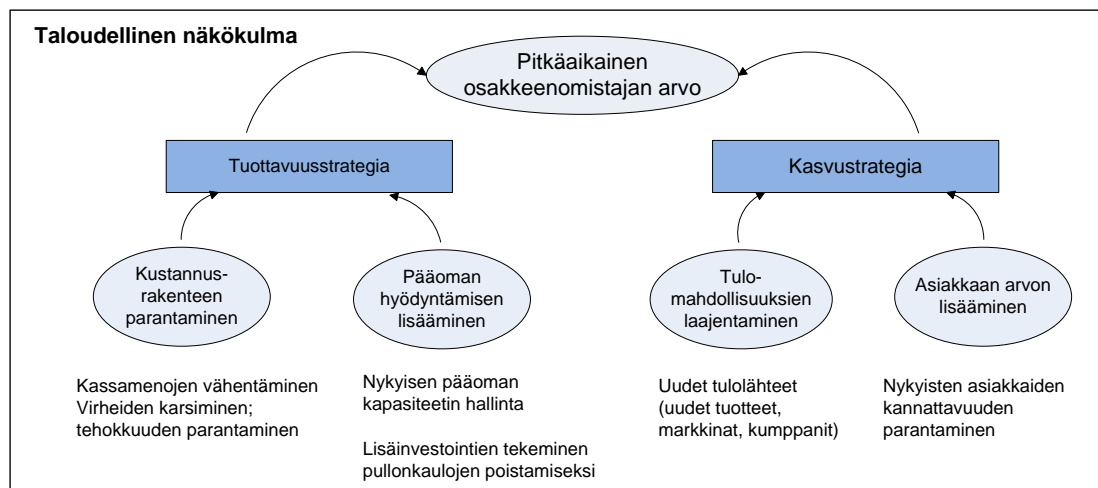 Taloudellinen näkökulma
Pitkäaikainen
osakkeenomistajan arvo
Tuottavuusstrategia
Kasvustrategia
Kustannus-
rakenteen
parantaminen
Pääoman
hyödyntämisen
lisääminen
Tulo-
mahdollisuuksien
laajentaminen
Asiakkaan arvon
lisääminen
Kassamenojen vähentäminen
Virheiden karsiminen;
tehokkuuden parantaminen
Nykyisen pääoman
kapasiteetin hallinta
Lisäinvestointien tekeminen
pullonkaulojen poistamiseksi
Uudet tulolähteet
(uudet tuotteet,
markkinat, kumppanit)
Nykyisten asiakkaiden
kannattavuuden
parantaminen